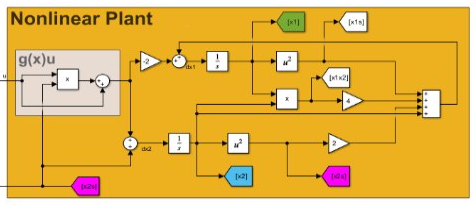 Nonlinear Plant
[x1]
[x1s]
g(x)u
u
x
-2
dx1
1
s
u²
[x1x2]
x
4
dx2
1
s
u²
2
[x2s]
[x2]
[x2s]